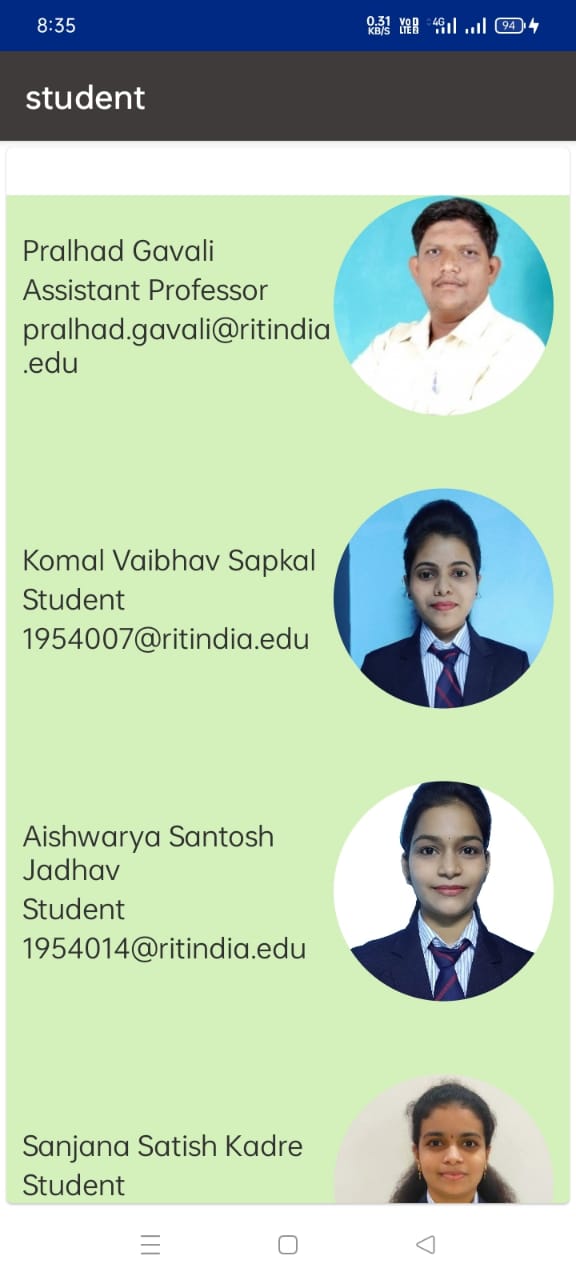 8:35
0.31
KB/S
Vo
LTE
4G
94
student
Pralhad Gavali
Assistant Professor
pralhad.gavali@ritindia
.edu
Komal Vaibhav Sapkal
Student
1954007@ritindia.edu
Aishwarya Santosh
Jadhav
Student
1954014@ritindia.edu
Sanjana Satish Kadre
Student